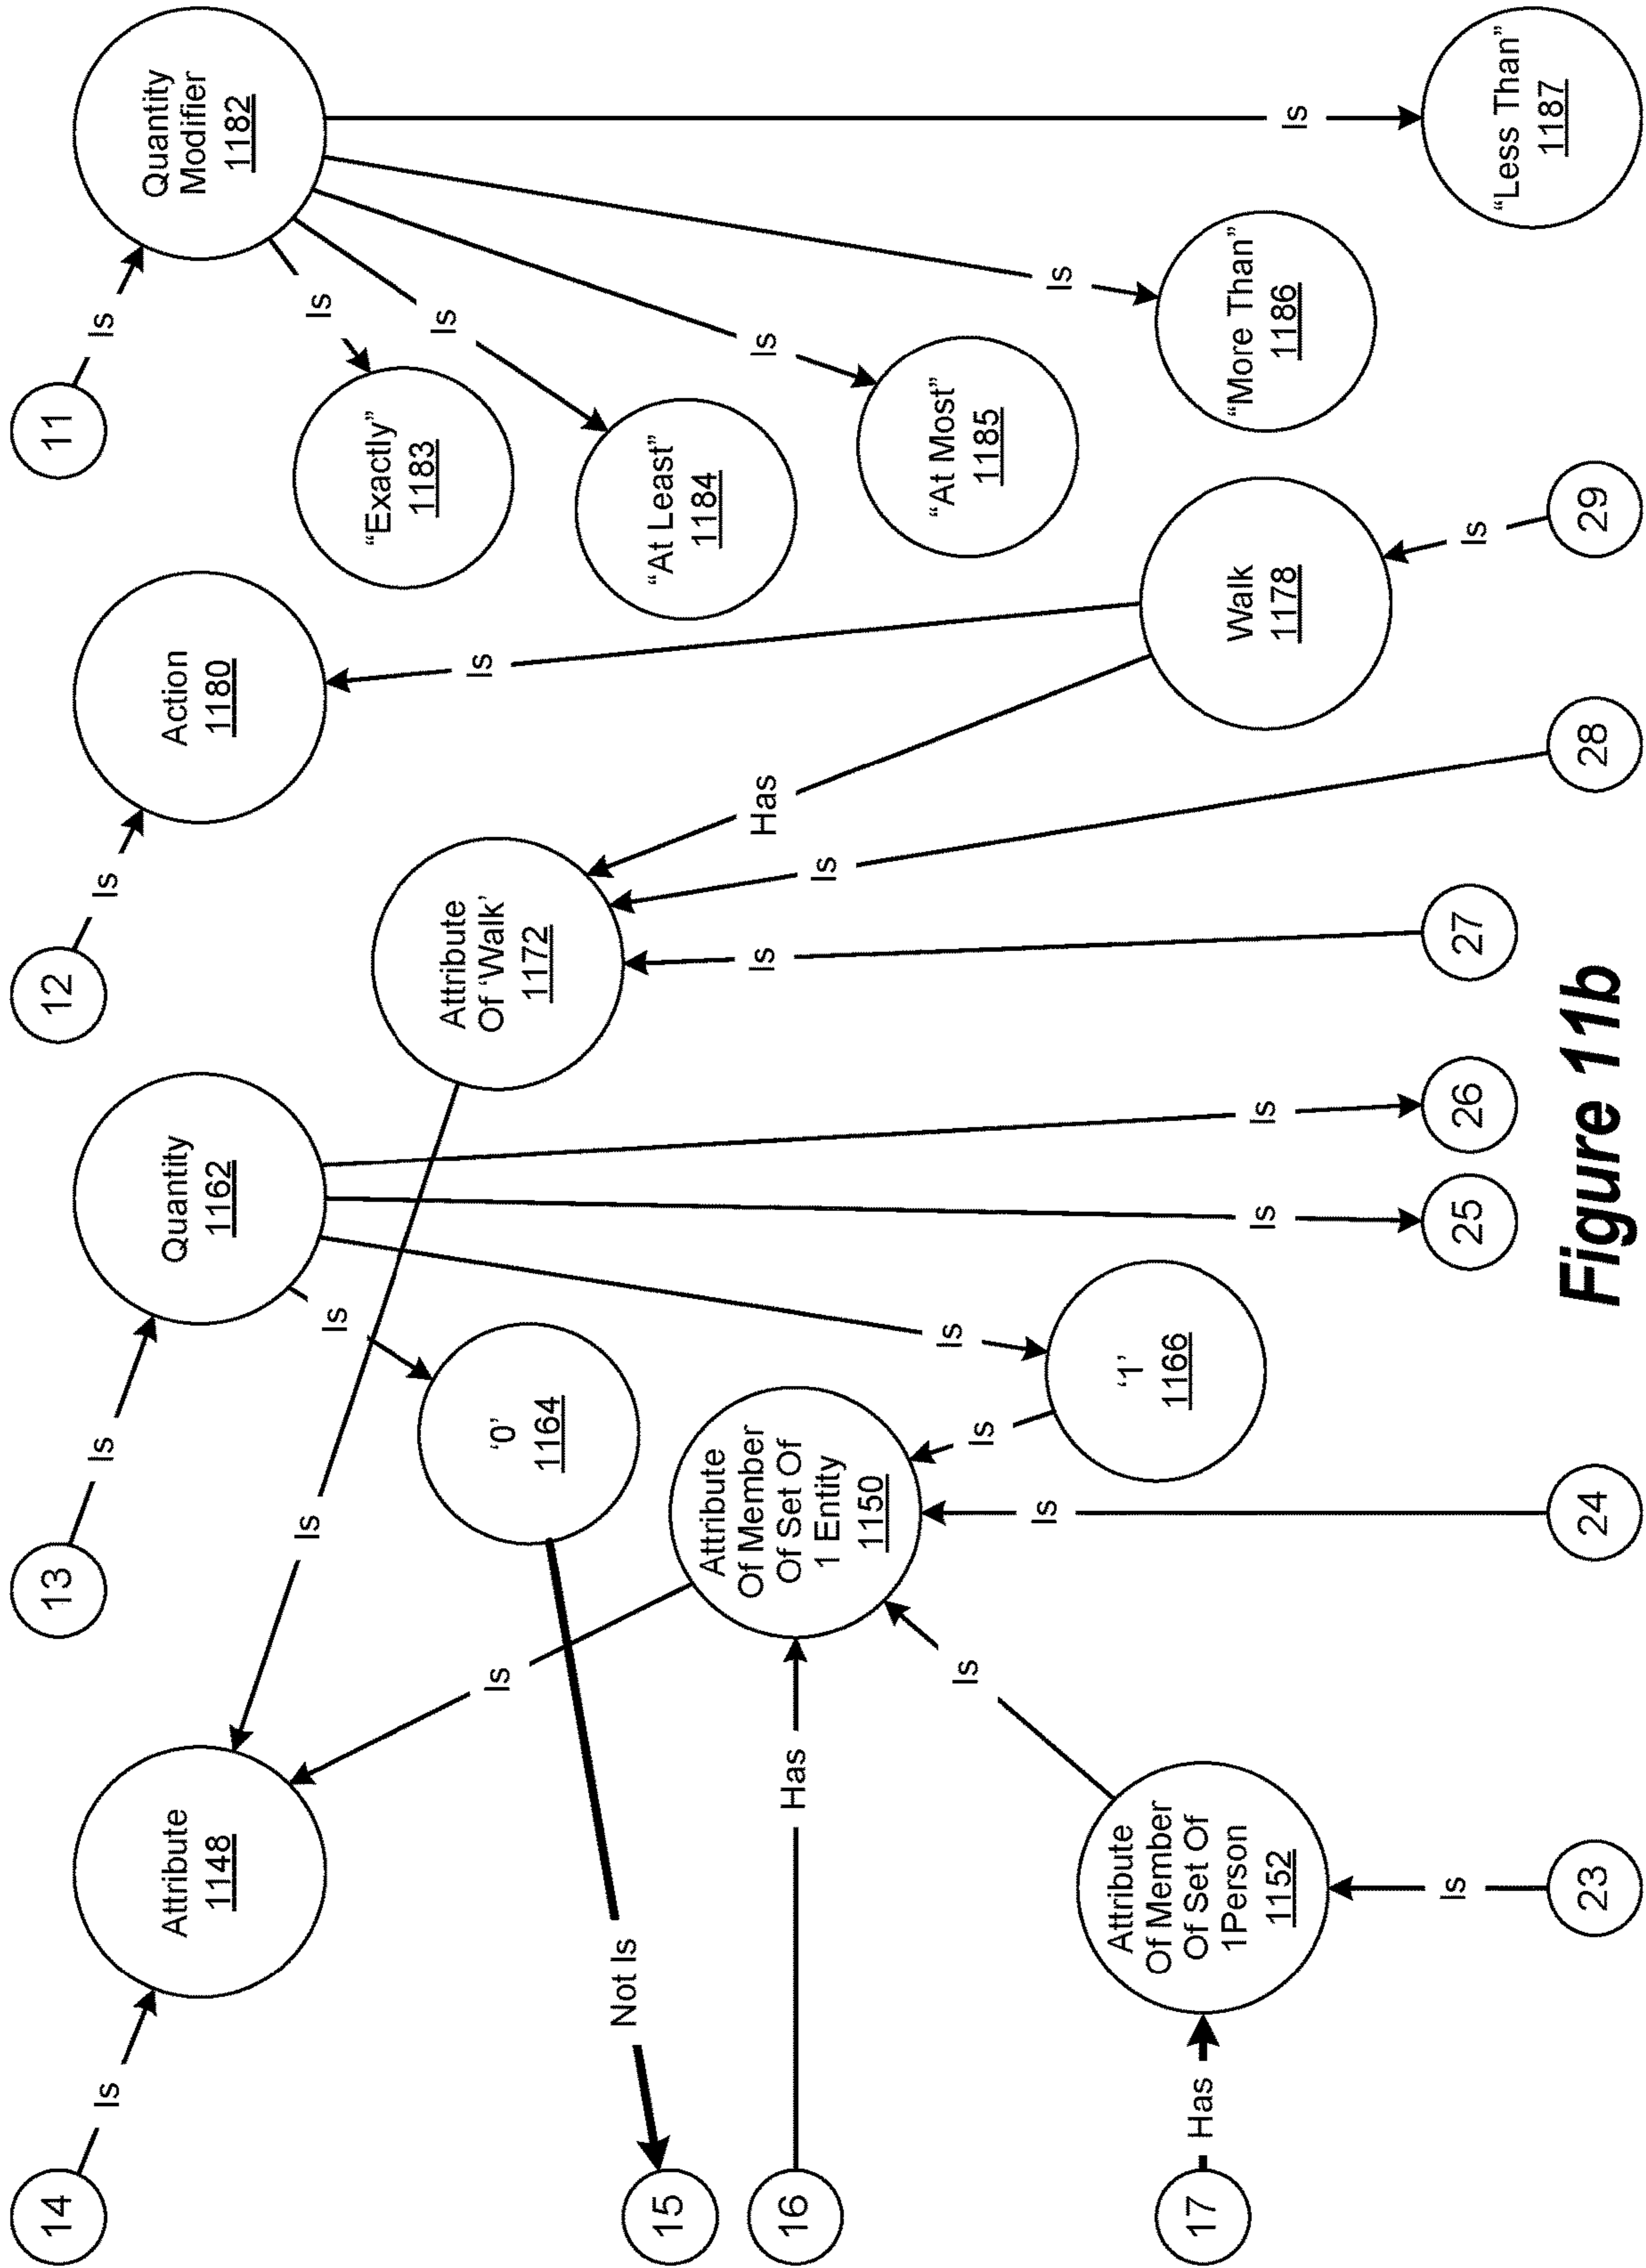 14
Is
Attribute
1148
13
Is
Quantity
1162
12
Is
Action
1180
11
Is
Quantity
Modifier
1182
Is
Is
Is
Is
Is
Is
Is
Is
Is
Is
Attribute
Of ‘Walk’
1172
“Exactly”
1183
‘0’
1164
“At Least”
1184
Not Is
15
Attribute
Of Member
Of Set Of
1 Entity
1150
Has
Is
Is
“At Most”
1185
16
Has
Is
Is
Is
Is
Is
Is
Is
Attribute
Of Member
Of Set Of
1Person
1152
‘1’
1166
Walk
1178
“More Than”
1186
17
Has
Is
Is
25
26
27
“Less Than”
1187
23
24
28
29
Figure 11b